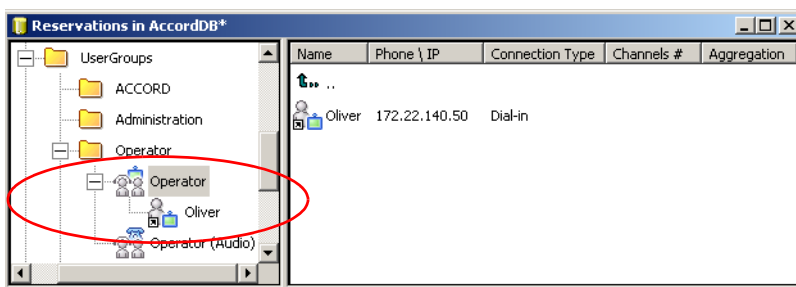 Reservations in AccordDB*
UserGroups
ACCORD
Administration
Operator
Operator
Oliver
Operator (Audio)
Name Phone \ IP Connection Type Channels # Aggregation
..
Oliver 172.22.140.50 Dial-in